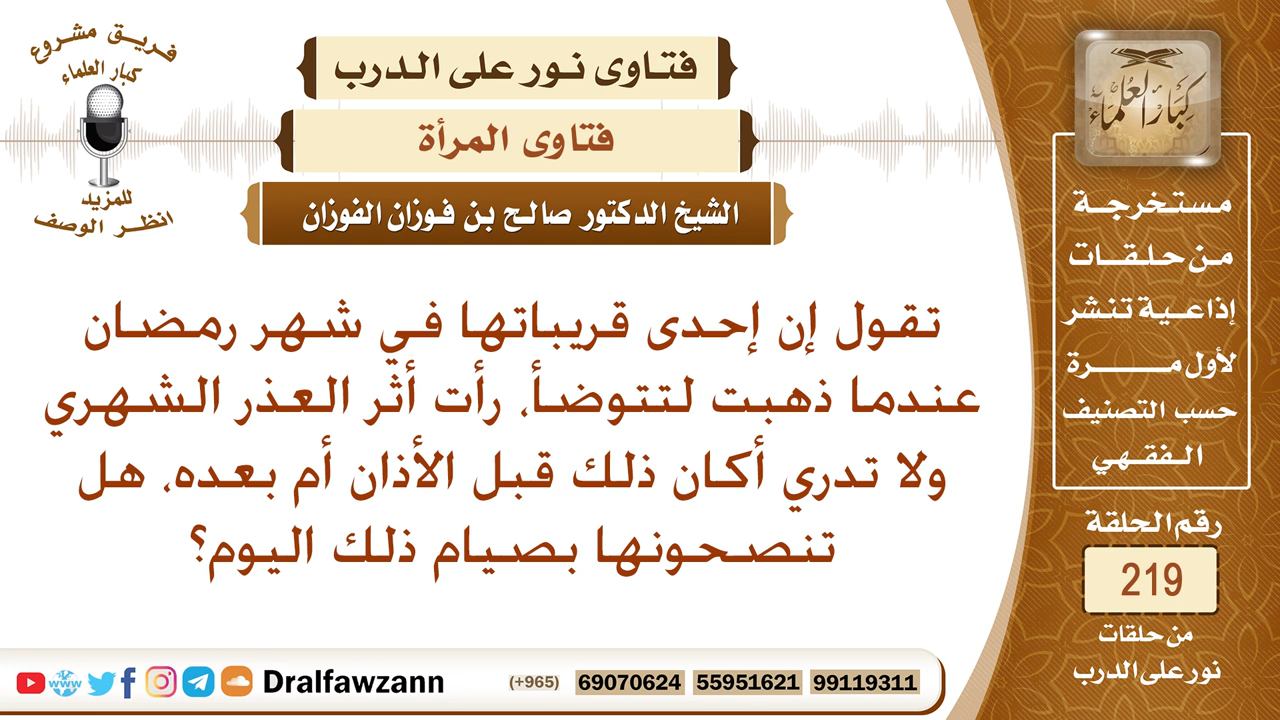 فريق مشروع
كبار العلماء
للمزيد
انظر الوصف
فتاوى نور على الدرب
فتاوى المرأة
الشيخ الدكتور صالح بن فوزان الفوزان
تقول إن إحدى قريباتها في شهر رمضان
عندما ذهبت لتتوضأ، رأت أثر العذر الشهري
ولا تدري أكان ذلك قبل الأذان أم بعده، هل
تنصحونها بصيام ذلك اليوم؟
كبار العلماء
مستخرجة
من حلقات
إذاعية تنشر
لأول مرة
حسب التصنيف
الفقهي
رقم الحلقة
219
من حلقات
نور على الدرب
www Dralfawzann (+965) 69070624 55951621 99119311